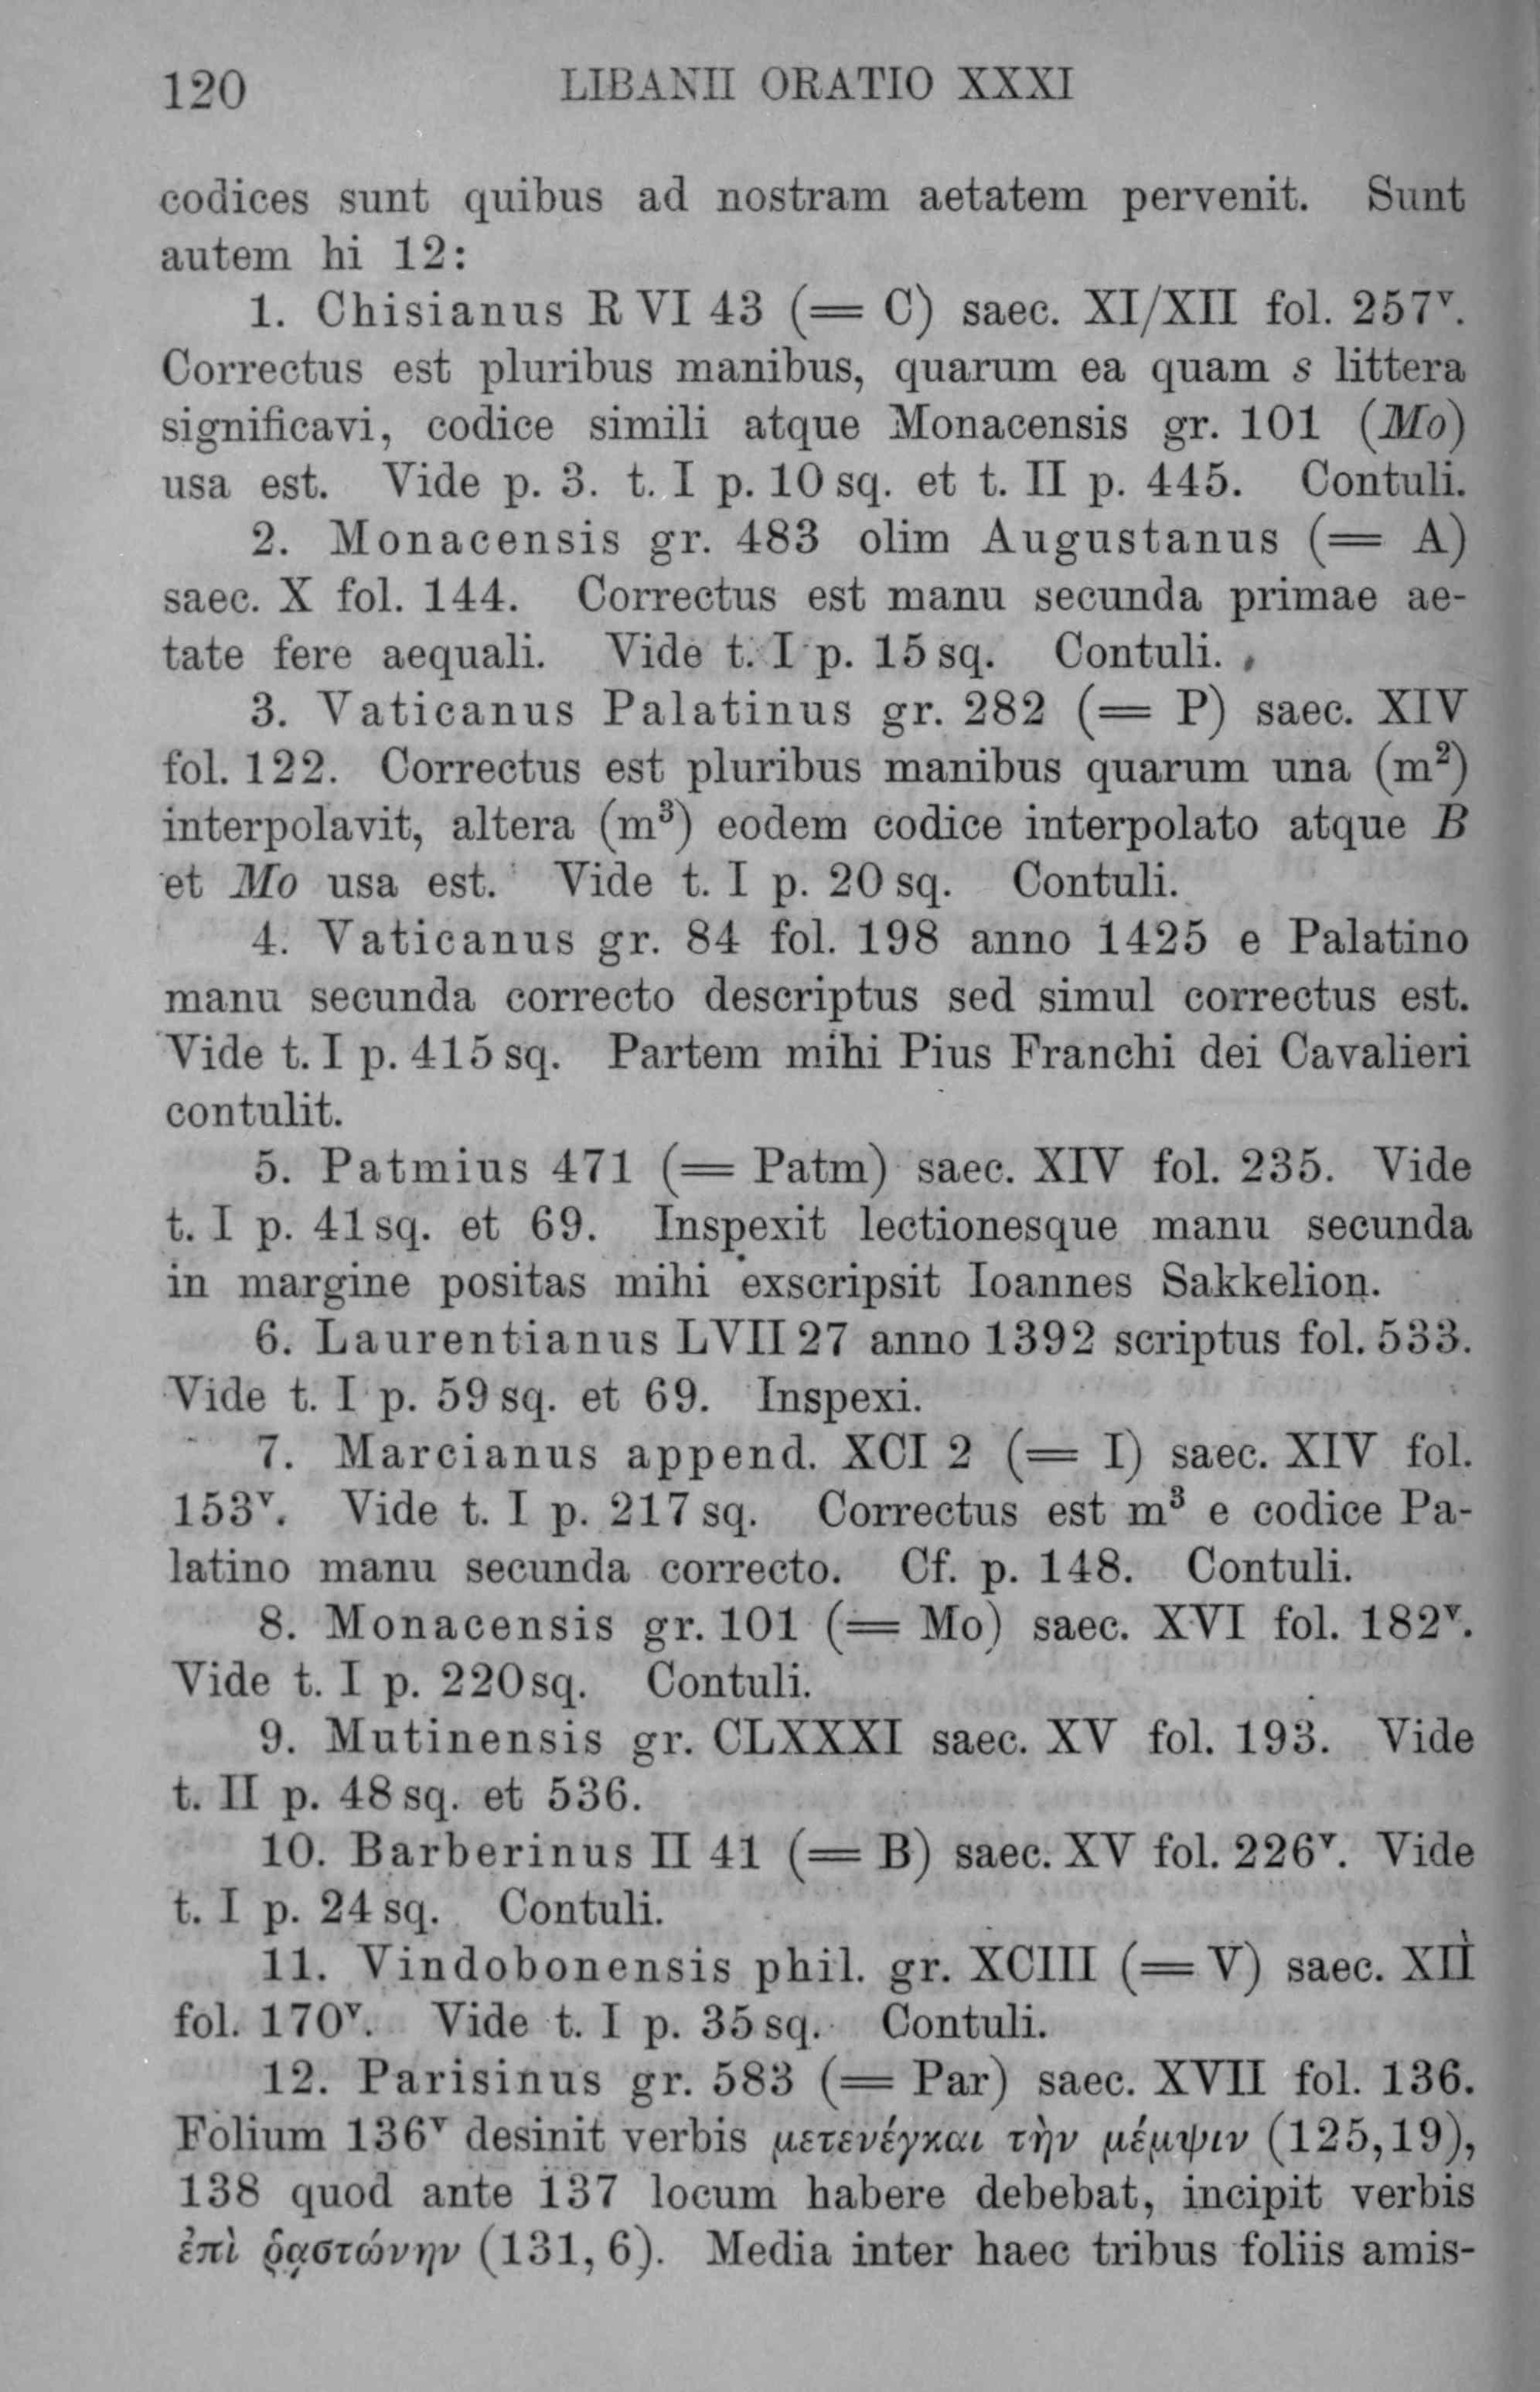 120 LIBANII ORATIO XXXI
codices sunt quibus ad nostram aetatem pervenit. Sunt
autem hi 12:
1. Chisianus R VI 43 (= C) saec. XI/XII fol. 257ᵛ.
Correctus est pluribus manibus, quarum ea quam s littera
significavi, codice simili atque Monacensis gr. 101 (Mo)
usa est. Vide p. 3. t. I p. 10 sq. et t. II p. 445. Contuli.
2. Monacensis gr. 483 olim Augustanus (= A)
saec. X fol. 144. Correctus est manu secunda primae ae-
tate fere aequali. Vide t. I p. 15 sq. Contuli.
3. Vaticanus Palatinus gr. 282 (= P) saec. XIV
fol. 122. Correctus est pluribus manibus quarum una (m²)
interpolavit, altera (m³) eodem codice interpolato atque B
et Mo usa est. Vide t. I p. 20 sq. Contuli.
4. Vaticanus gr. 84 fol. 198 anno 1425 e Palatino
manu secunda correcto descriptus sed simul correctus est.
Vide t. I p. 415 sq. Partem mihi Pius Franchi dei Cavalieri
contulit.
5. Patmius 471 (= Patm) saec. XIV fol. 235. Vide
t. I p. 41 sq. et 69. Inspexit lectionesque manu secunda
in margine positas mihi exscripsit Ioannes Sakkelion.
6. Laurentianus LVII 27 anno 1392 scriptus fol. 533.
Vide t. I p. 59 sq. et 69. Inspexi.
7. Marcianus append. XCI 2 (= I) saec. XIV fol.
153ᵛ. Vide t. I p. 217 sq. Correctus est m³ e codice Pa-
latino manu secunda correcto. Cf. p. 148. Contuli.
8. Monacensis gr. 101 (= Mo) saec. XVI fol. 182ᵛ.
Vide t. I p. 220 sq. Contuli.
9. Mutinensis gr. CLXXXI saec. XV fol. 193. Vide
t. II p. 48 sq. et 536.
10. Barberinus II 41 (= B) saec. XV fol. 226ᵛ. Vide
t. I p. 24 sq. Contuli.
11. Vindobonensis phil. gr. XCIII (= V) saec. XII
fol. 170ᵛ. Vide t. I p. 35 sq. Contuli.
12. Parisinus gr. 583 (= Par) saec. XVII fol. 136.
Folium 136ᵛ desinit verbis μετενέγκαι τὴν μέμψιν (125,19),
138 quod ante 137 locum habere debebat, incipit verbis
ἐπὶ ῥᾳστώνην (131, 6). Media inter haec tribus foliis amis-